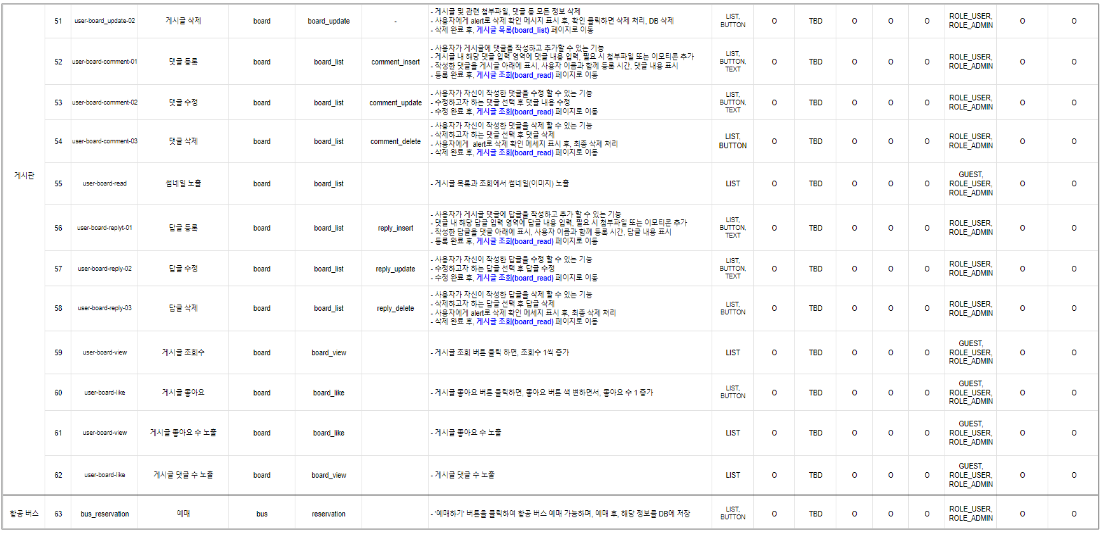 51 user-board_update-02 게시글 삭제 board board_update -
- 게시글 및 관련 첨부파일, 댓글 등 모든 정보 삭제
- 사용자에게 alert로 삭제 확인 메시지 표시 후, 확인 클릭하면 삭제 처리, DB 삭제
- 삭제 완료 후, 게시글 목록(board_list) 페이지로 이동
LIST,
BUTTON
O TBD O O O
ROLE_USER,
ROLE_ADMIN
O O
52 user-board-comment-01 댓글 등록 board board_list comment_insert
- 사용자가 게시글에 댓글을 작성하고 추가할 수 있는 기능
- 게시글 내 해당 댓글 입력 영역에 댓글 내용 입력, 필요 시 첨부파일 또는 이모티콘 추가
- 작성한 댓글을 게시글 아래에 표시, 사용자 이름과 함께 등록 시간, 댓글 내용 표시
- 등록 완료 후, 게시글 조회(board_read) 페이지로 이동
LIST,
BUTTON,
TEXT
O TBD O O O
ROLE_USER,
ROLE_ADMIN
O O
53 user-board-comment-02 댓글 수정 board board_list comment_update
- 사용자가 자신이 작성한 댓글을 수정 할 수 있는 기능
- 수정하고자 하는 댓글 선택 후 댓글 내용 수정
- 수정 완료 후, 게시글 조회(board_read) 페이지로 이동
LIST,
BUTTON,
TEXT
O TBD O O O
ROLE_USER,
ROLE_ADMIN
O O
게시판
54 user-board-comment-03 댓글 삭제 board board_list comment_delete
- 사용자가 자신이 작성한 댓글을 삭제 할 수 있는 기능
- 삭제하고자 하는 댓글 선택 후 댓글 삭제
- 사용자에게 alert로 삭제 확인 메세지 표시 후, 최종 삭제 처리
- 삭제 완료 후, 게시글 조회(board_read) 페이지로 이동
LIST,
BUTTON
O TBD O O O
ROLE_USER,
ROLE_ADMIN
O O
55 user-board-read 썸네일 노출 board board_list
- 게시글 목록과 조회에서 썸네일(이미지) 노출
LIST
O TBD O O O
GUEST,
ROLE_USER,
ROLE_ADMIN
O O
56 user-board-replyt-01 답글 등록 board board_list reply_insert
- 사용자가 게시글 댓글에 답글을 작성하고 추가 할 수 있는 기능
- 댓글 내 해당 답글 입력 영역에 답글 내용 입력, 필요 시 첨부파일 또는 이모티콘 추가
- 작성한 답글을 댓글 아래에 표시, 사용자 이름과 함께 등록 시간, 답글 내용 표시
- 등록 완료 후, 게시글 조회(board_read) 페이지로 이동
LIST,
BUTTON,
TEXT
O TBD O O O
ROLE_USER,
ROLE_ADMIN
O O
57 user-board-reply-02 답글 수정 board board_list reply_update
- 사용자가 자신이 작성한 답글을 수정 할 수 있는 기능
- 수정하고자 하는 답글 선택 후 답글 수정
- 수정 완료 후, 게시글 조회(board_read) 페이지로 이동
LIST,
BUTTON,
TEXT
O TBD O O O
ROLE_USER,
ROLE_ADMIN
O O
58 user-board-reply-03 답글 삭제 board board_list reply_delete
- 사용자가 자신이 작성한 답글을 삭제 할 수 있는 기능
- 삭제하고자 하는 답글 선택 후 답글 삭제
- 사용자에게 alert로 삭제 확인 메세지 표시 후, 최종 삭제 처리
- 삭제 완료 후, 게시글 조회(board_read) 페이지로 이동
LIST,
BUTTON
O TBD O O O
ROLE_USER,
ROLE_ADMIN
O O
59 user-board-view 게시글 조회수 board board_view
- 게시글 조회 버튼 클릭 하면, 조회수 1씩 증가
LIST
O TBD O O O
GUEST,
ROLE_USER,
ROLE_ADMIN
O O
60 user-board-like 게시글 좋아요 board board_like
- 게시글 좋아요 버튼 클릭하면, 좋아요 버튼 색 변하면서, 좋아요 수 1 증가
LIST,
BUTTON
O TBD O O O
GUEST,
ROLE_USER,
ROLE_ADMIN
O O
61 user-board-view 게시글 좋아요 수 노출 board board_like
- 게시글 좋아요 수 노출
LIST
O TBD O O O
GUEST,
ROLE_USER,
ROLE_ADMIN
O O
62 user-board-like 게시글 댓글 수 노출 board board_view
- 게시글 댓글 수 노출
LIST
O TBD O O O
GUEST,
ROLE_USER,
ROLE_ADMIN
O O
항공 버스 63 bus_reservation 예매 bus reservation
- '예매하기' 버튼을 클릭하여 항공 버스 예매 가능하며, 예매 후, 해당 정보를 DB에 저장
LIST,
BUTTON
O TBD O O O
ROLE_USER,
ROLE_ADMIN
O O